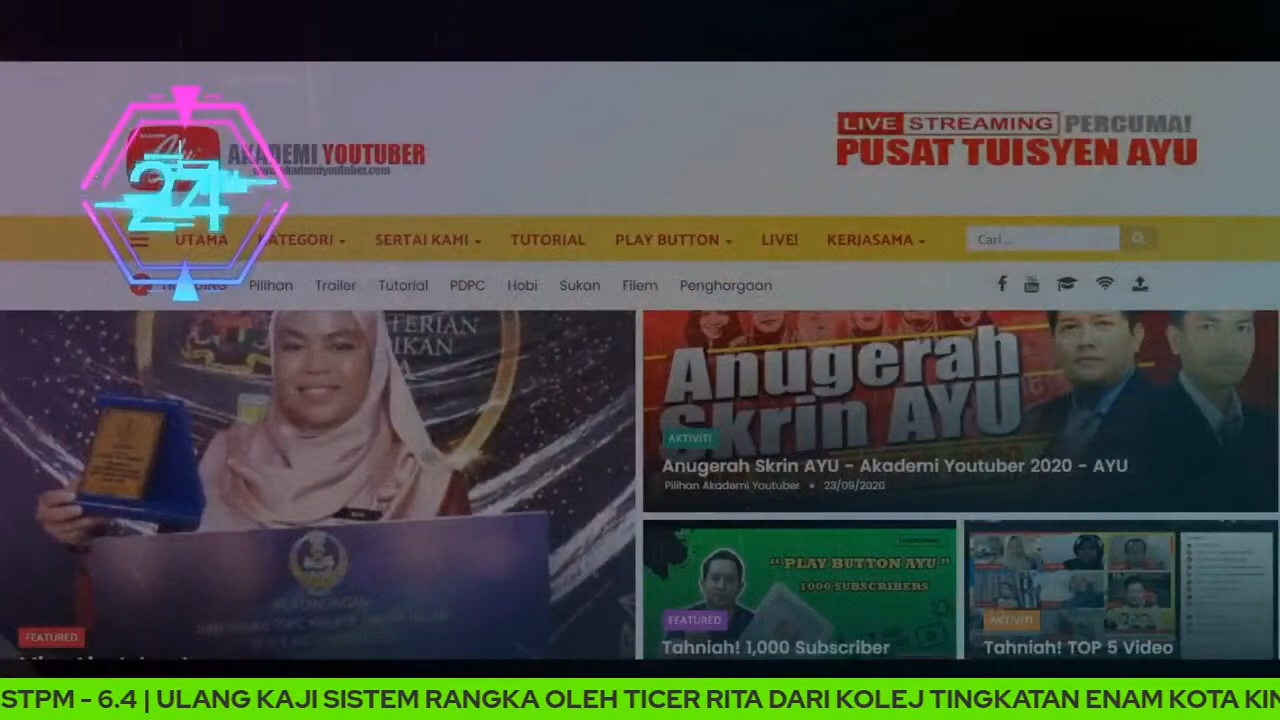 LIVE STREAMING PERCUMA!
PUSAT TUISYEN AYU
AKADEMI YOUTUBER
24
UTAMA KATEGORI SERTAI KAMI TUTORIAL PLAY BUTTON LIVE! KERJASAMA Cari ...
TRENDING Pilihan Trailer Tutorial PDPC Hobi Sukan Filem Penghargaan
Anugerah
Skrin AYU
AKTIVITI
Anugerah Skrin AYU - Akademi Youtuber 2020 - AYU
Pilihan Akademi Youtuber • 23/09/2020
"PLAY BUTTON AYU"
1000 SUBSCRIBERS
FEATURED
Tahniah! 1,000 Subscriber
AKTIVITI
Tahniah! TOP 5 Video
FEATURED
STPM - 6.4 | ULANG KAJI SISTEM RANGKA OLEH TICER RITA DARI KOLEJ TINGKATAN ENAM KOTA KIN